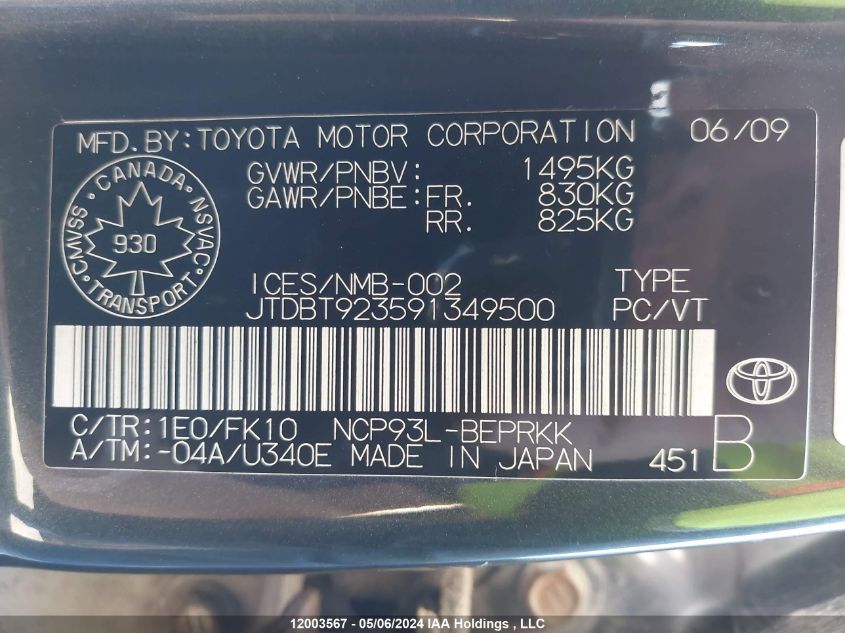 MFD.BY:TOYOTA MOTOR CORPORATION 06/09
GVWR/PNBV: 1495KG
GAWR/PNBE:FR. 830KG
RR. 825KG
CMVSS CANADA NSVAC
930
TRANSPORT
ICES/NMB-002 TYPE
JTDBT923591349500 PC/VT
C/TR:1E0/FK10 NCP93L-BEPRKK
A/TM:-04A/U340E MADE IN JAPAN 451 B
12003567 - 05/06/2024 IAA Holdings , LLC